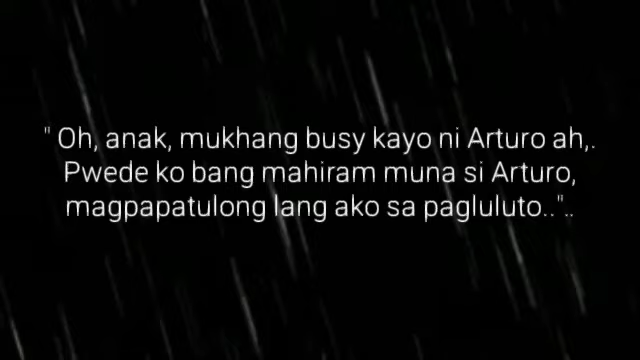 " Oh, anak, mukhang busy kayo ni Arturo ah,.
Pwede ko bang mahiram muna si Arturo,
magpapatulong lang ako sa pagluluto.."..